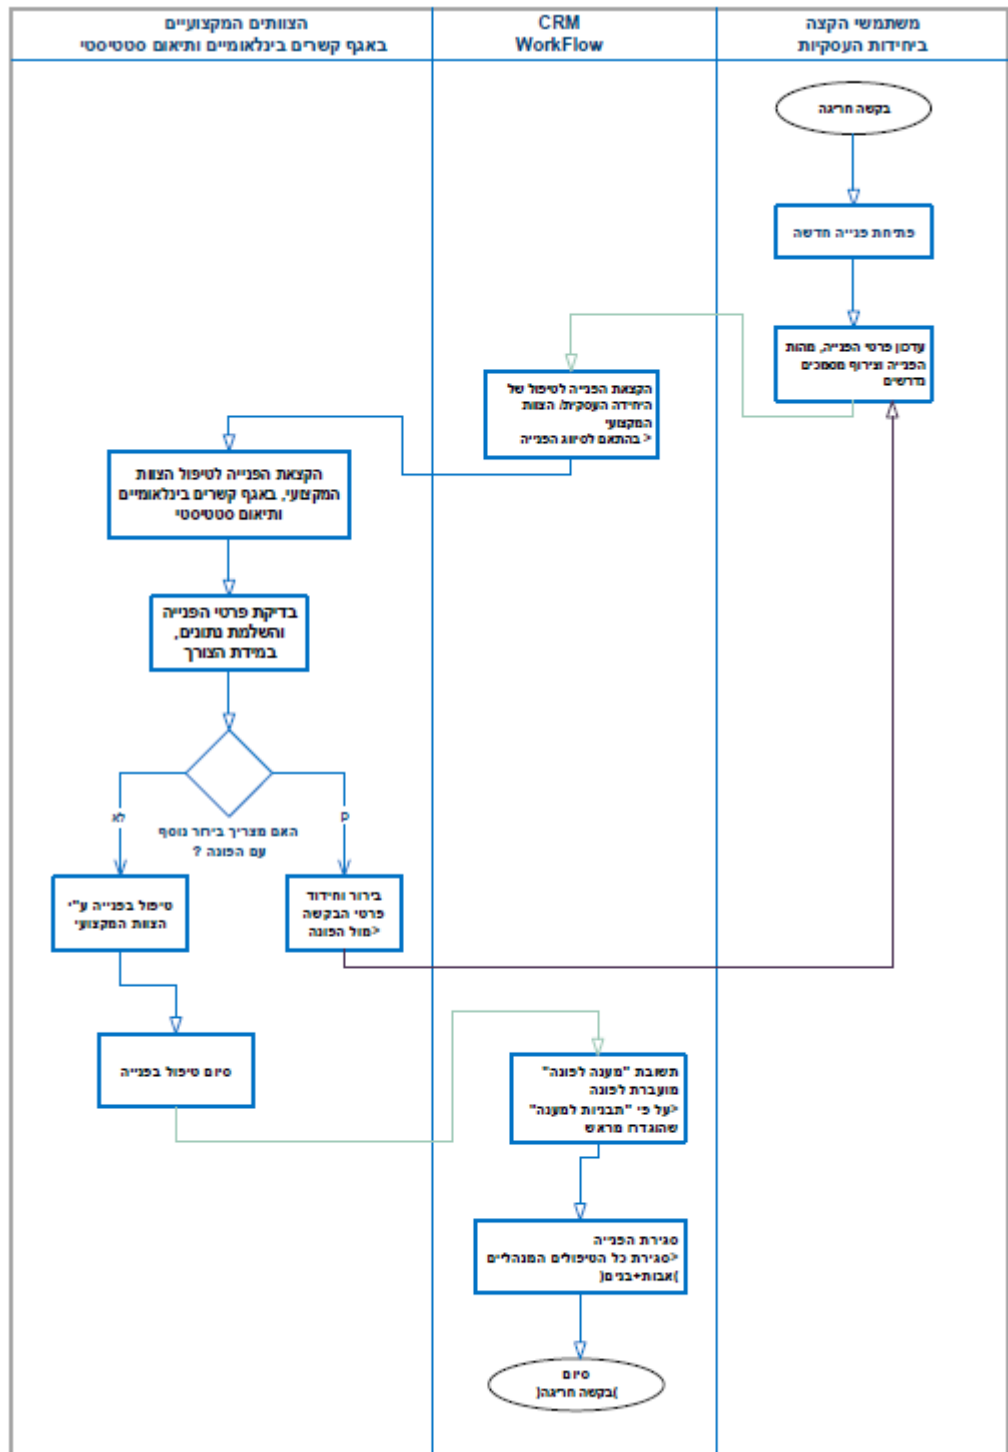 משתמשי הקצה
ביחידות העסקיות
CRM
WorkFlow
הצוותים המקצועיים
באגף קשרים בינלאומיים ותיאום סטטיסטי
בקשה חריגה
פתיחת פנייה חדשה
עדכון פרטי הפנייה, מהות
הפנייה וצירוף מסמכים
נדרשים
הקצאת הפנייה לטיפול של
היחידה העסקית/ הצוות
המקצועי
> בהתאם לסיווג הפנייה
הקצאת הפנייה לטיפול הצוות
המקצועי, באגף קשרים בינלאומיים
ותיאום סטטיסטי
בדיקת פרטי הפנייה
והשלמת נתונים,
במידת הצורך
כן
לא
האם מצריך בירור נוסף
עם הפונה ?
בירור וחידוד
פרטי הבקשה
>מול הפונה
טיפול בפנייה ע"י
הצוות המקצועי
סיום טיפול בפנייה
תשובת "מענה לפונה"
מועברת לפונה
>על פי "תבניות למענה"
שהוגדרו מראש
סגירת הפנייה
>סגירת כל הטיפולים המנהליים
(אבות+בנים)
סיום
(בקשה חריגה)